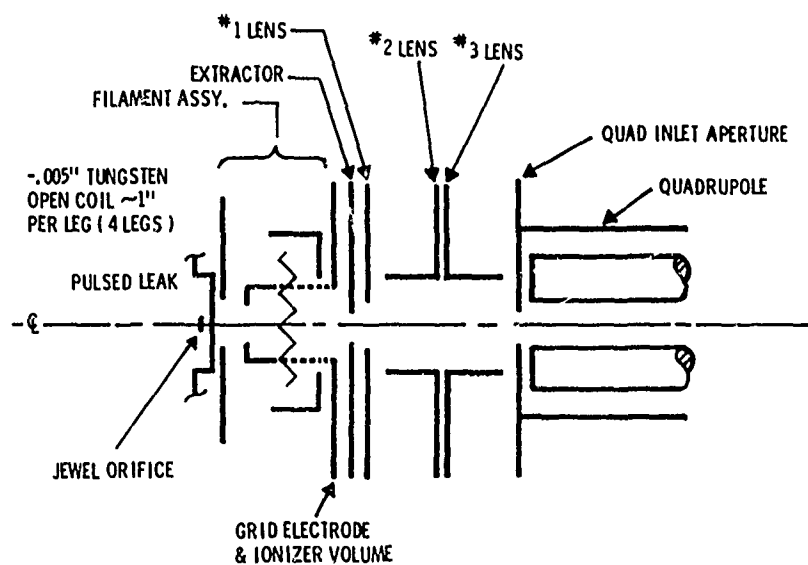 #1 LENS
#2 LENS
#3 LENS
EXTRACTOR
FILAMENT ASSY.
QUAD INLET APERTURE
-.005" TUNGSTEN
OPEN COIL ~1"
PER LEG (4 LEGS)
QUADRUPOLE
PULSED LEAK
℄
JEWEL ORIFICE
GRID ELECTRODE
& IONIZER VOLUME